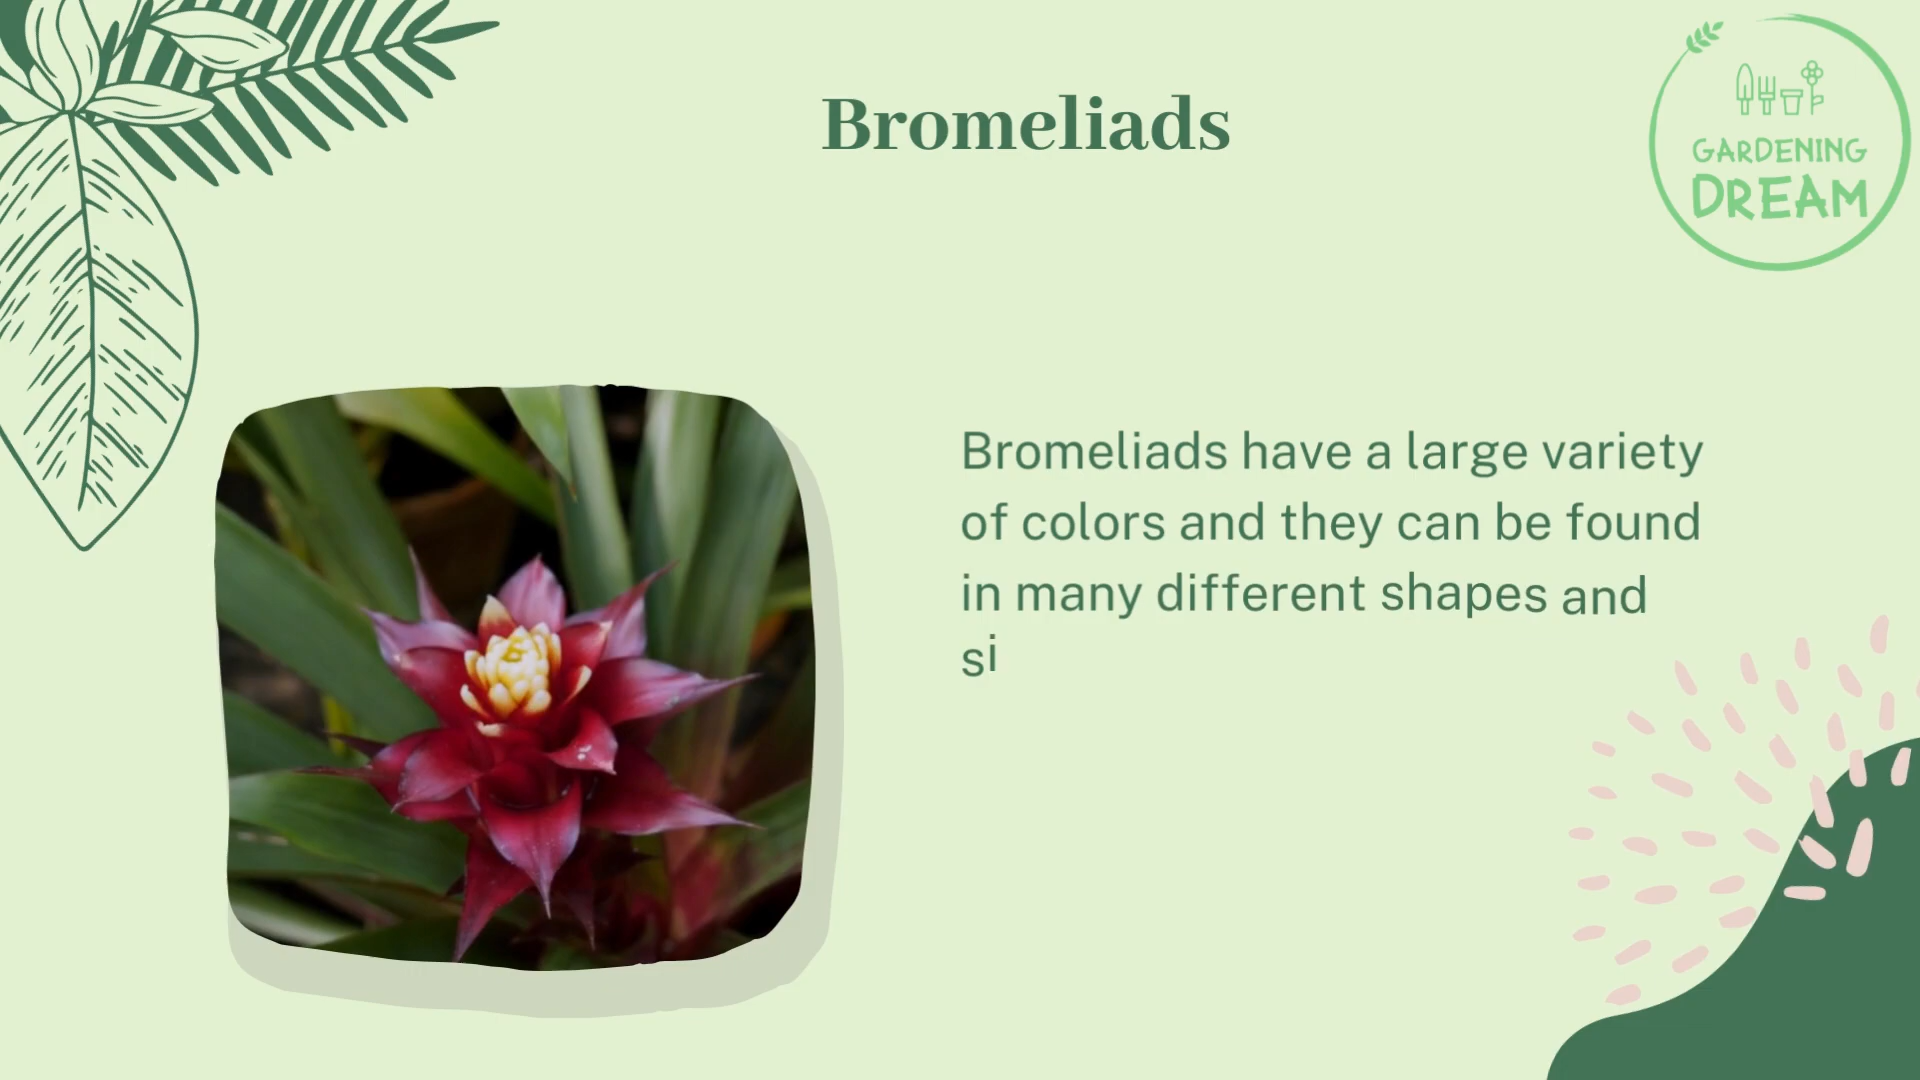 Bromeliads
GARDENING
DREAM
Bromeliads have a large variety
of colors and they can be found
in many different shapes and
si